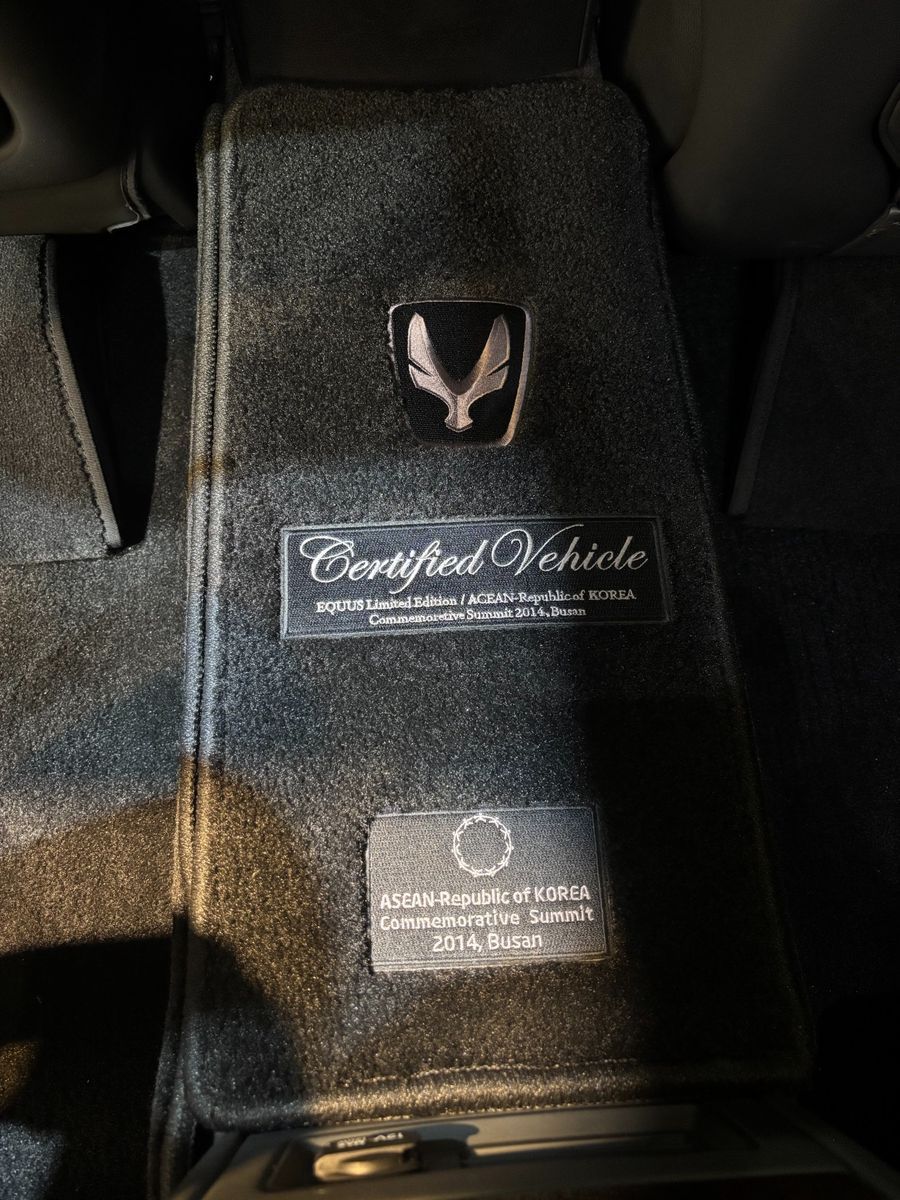 Certified Vehicle
EQUUS Limited Edition / ACEAN-Republic of KOREA
Commemoretive Summit 2014, Busan
ASEAN-Republic of KOREA
Commemorative Summit
2014, Busan